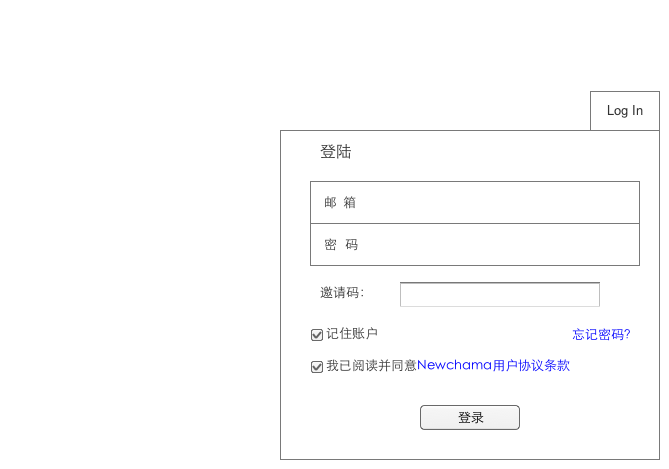 Log In
登陆
邮 箱
密 码
邀请码:
记住账户 忘记密码?
我已阅读并同意Newchama用户协议条款
登录